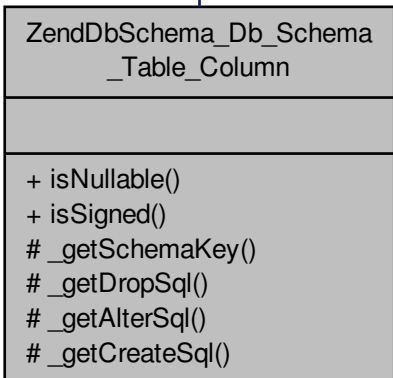 ZendDbSchema_Db_Schema
_Table_Column
+ isNullable()
+ isSigned()
# _getSchemaKey()
# _getDropSql()
# _getAlterSql()
# _getCreateSql()